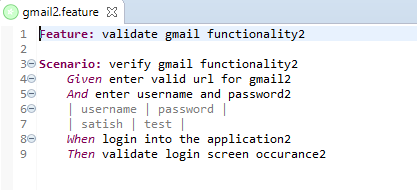 gmail2.feature
1 Feature: validate gmail functionality2
2
3 Scenario: verify gmail functionality2
4 Given enter valid url for gmail2
5 And enter username and password2
6 | username | password |
7 | satish | test |
8 When login into the application2
9 Then validate login screen occurance2